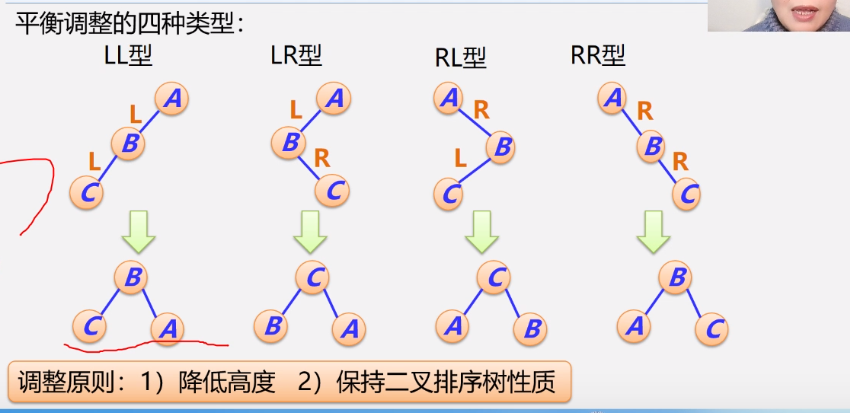 平衡调整的四种类型：
LL型 LR型 RL型 RR型
A A A A
L L R R
B B B B
L R L R
C C C C
B C C B
C A B A A B A C
调整原则：1）降低高度 2）保持二叉排序树性质